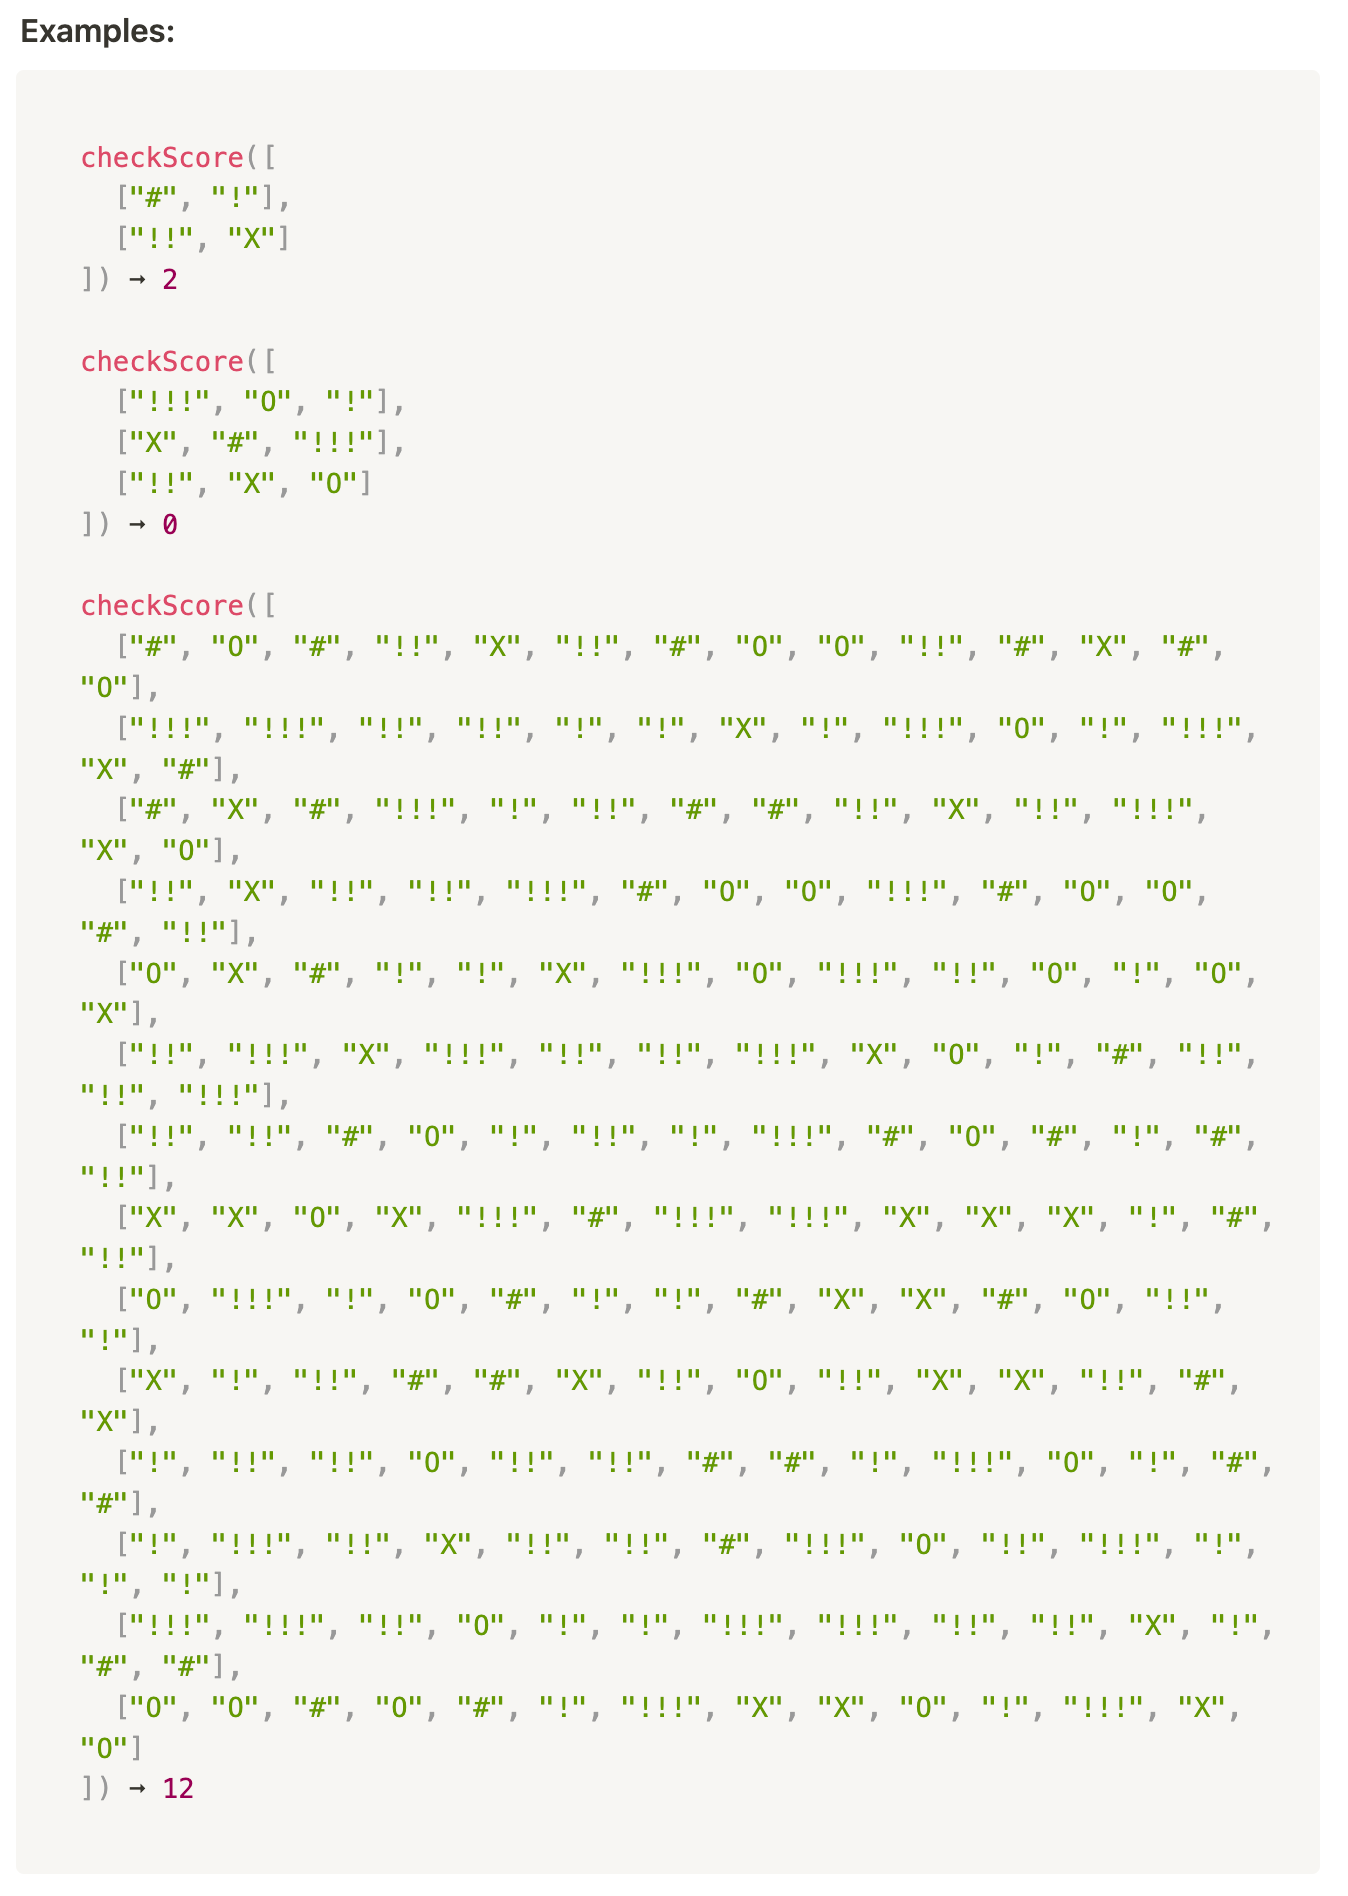 Examples:
checkScore([
  ["#", "!"],
  ["!!", "X"]
]) → 2
checkScore([
  ["!!!", "O", "!"],
  ["X", "#", "!!!"],
  ["!!", "X", "O"]
]) → 0
checkScore([
  ["#", "O", "#", "!!", "X", "!!", "#", "O", "O", "!!", "#", "X", "#",
"O"],
  ["!!!", "!!!", "!!", "!!", "!", "!", "X", "!", "!!!", "O", "!", "!!!",
"X", "#"],
  ["#", "X", "#", "!!!", "!", "!!", "#", "#", "!!", "X", "!!", "!!!",
"X", "O"],
  ["!!", "X", "!!", "!!", "!!!", "#", "O", "O", "!!!", "#", "O", "O",
"#", "!!"],
  ["O", "X", "#", "!", "!", "X", "!!!", "O", "!!!", "!!", "O", "!", "O",
"X"],
  ["!!", "!!!", "X", "!!!", "!!", "!!", "!!!", "X", "O", "!", "#", "!!",
"!!", "!!!"],
  ["!!", "!!", "#", "O", "!", "!!", "!", "!!!", "#", "O", "#", "!", "#",
"!!"],
  ["X", "X", "O", "X", "!!!", "#", "!!!", "!!!", "X", "X", "X", "!", "#",
"!!"],
  ["O", "!!!", "!", "O", "#", "!", "!", "#", "X", "X", "#", "O", "!!",
"!"],
  ["X", "!", "!!", "#", "#", "X", "!!", "O", "!!", "X", "X", "!!", "#",
"X"],
  ["!", "!!", "!!", "O", "!!", "!!", "#", "#", "!", "!!!", "O", "!", "#",
"#"],
  ["!", "!!!", "!!", "X", "!!", "!!", "#", "!!!", "O", "!!", "!!!", "!",
"!", "!"],
  ["!!!", "!!!", "!!", "O", "!", "!", "!!!", "!!!", "!!", "!!", "X", "!",
"#", "#"],
  ["O", "O", "#", "O", "#", "!", "!!!", "X", "X", "O", "!", "!!!", "X",
"O"]
]) → 12